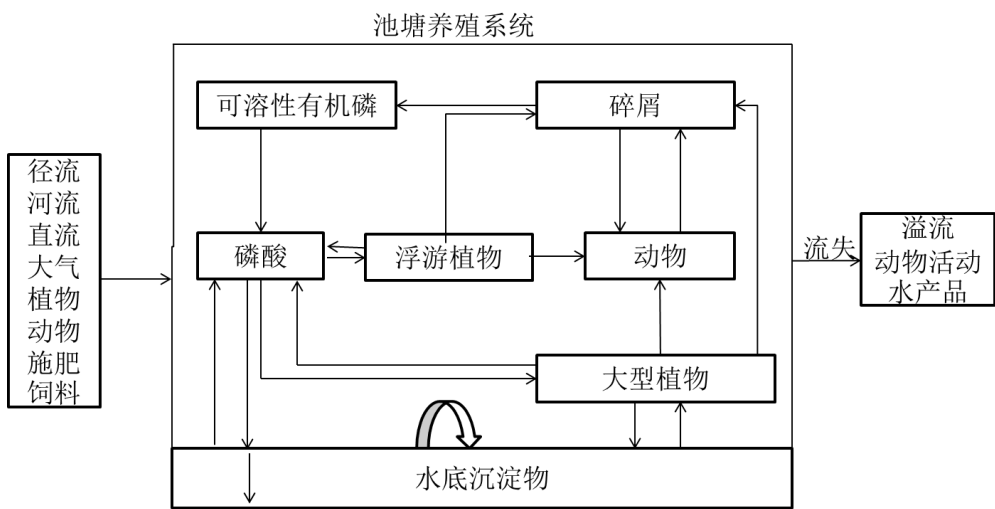 池塘养殖系统
可溶性有机磷
碎屑
径流
河流
直流
大气
植物
动物
施肥
饲料
磷酸
浮游植物
动物
流失
溢流
动物活动
水产品
大型植物
水底沉淀物